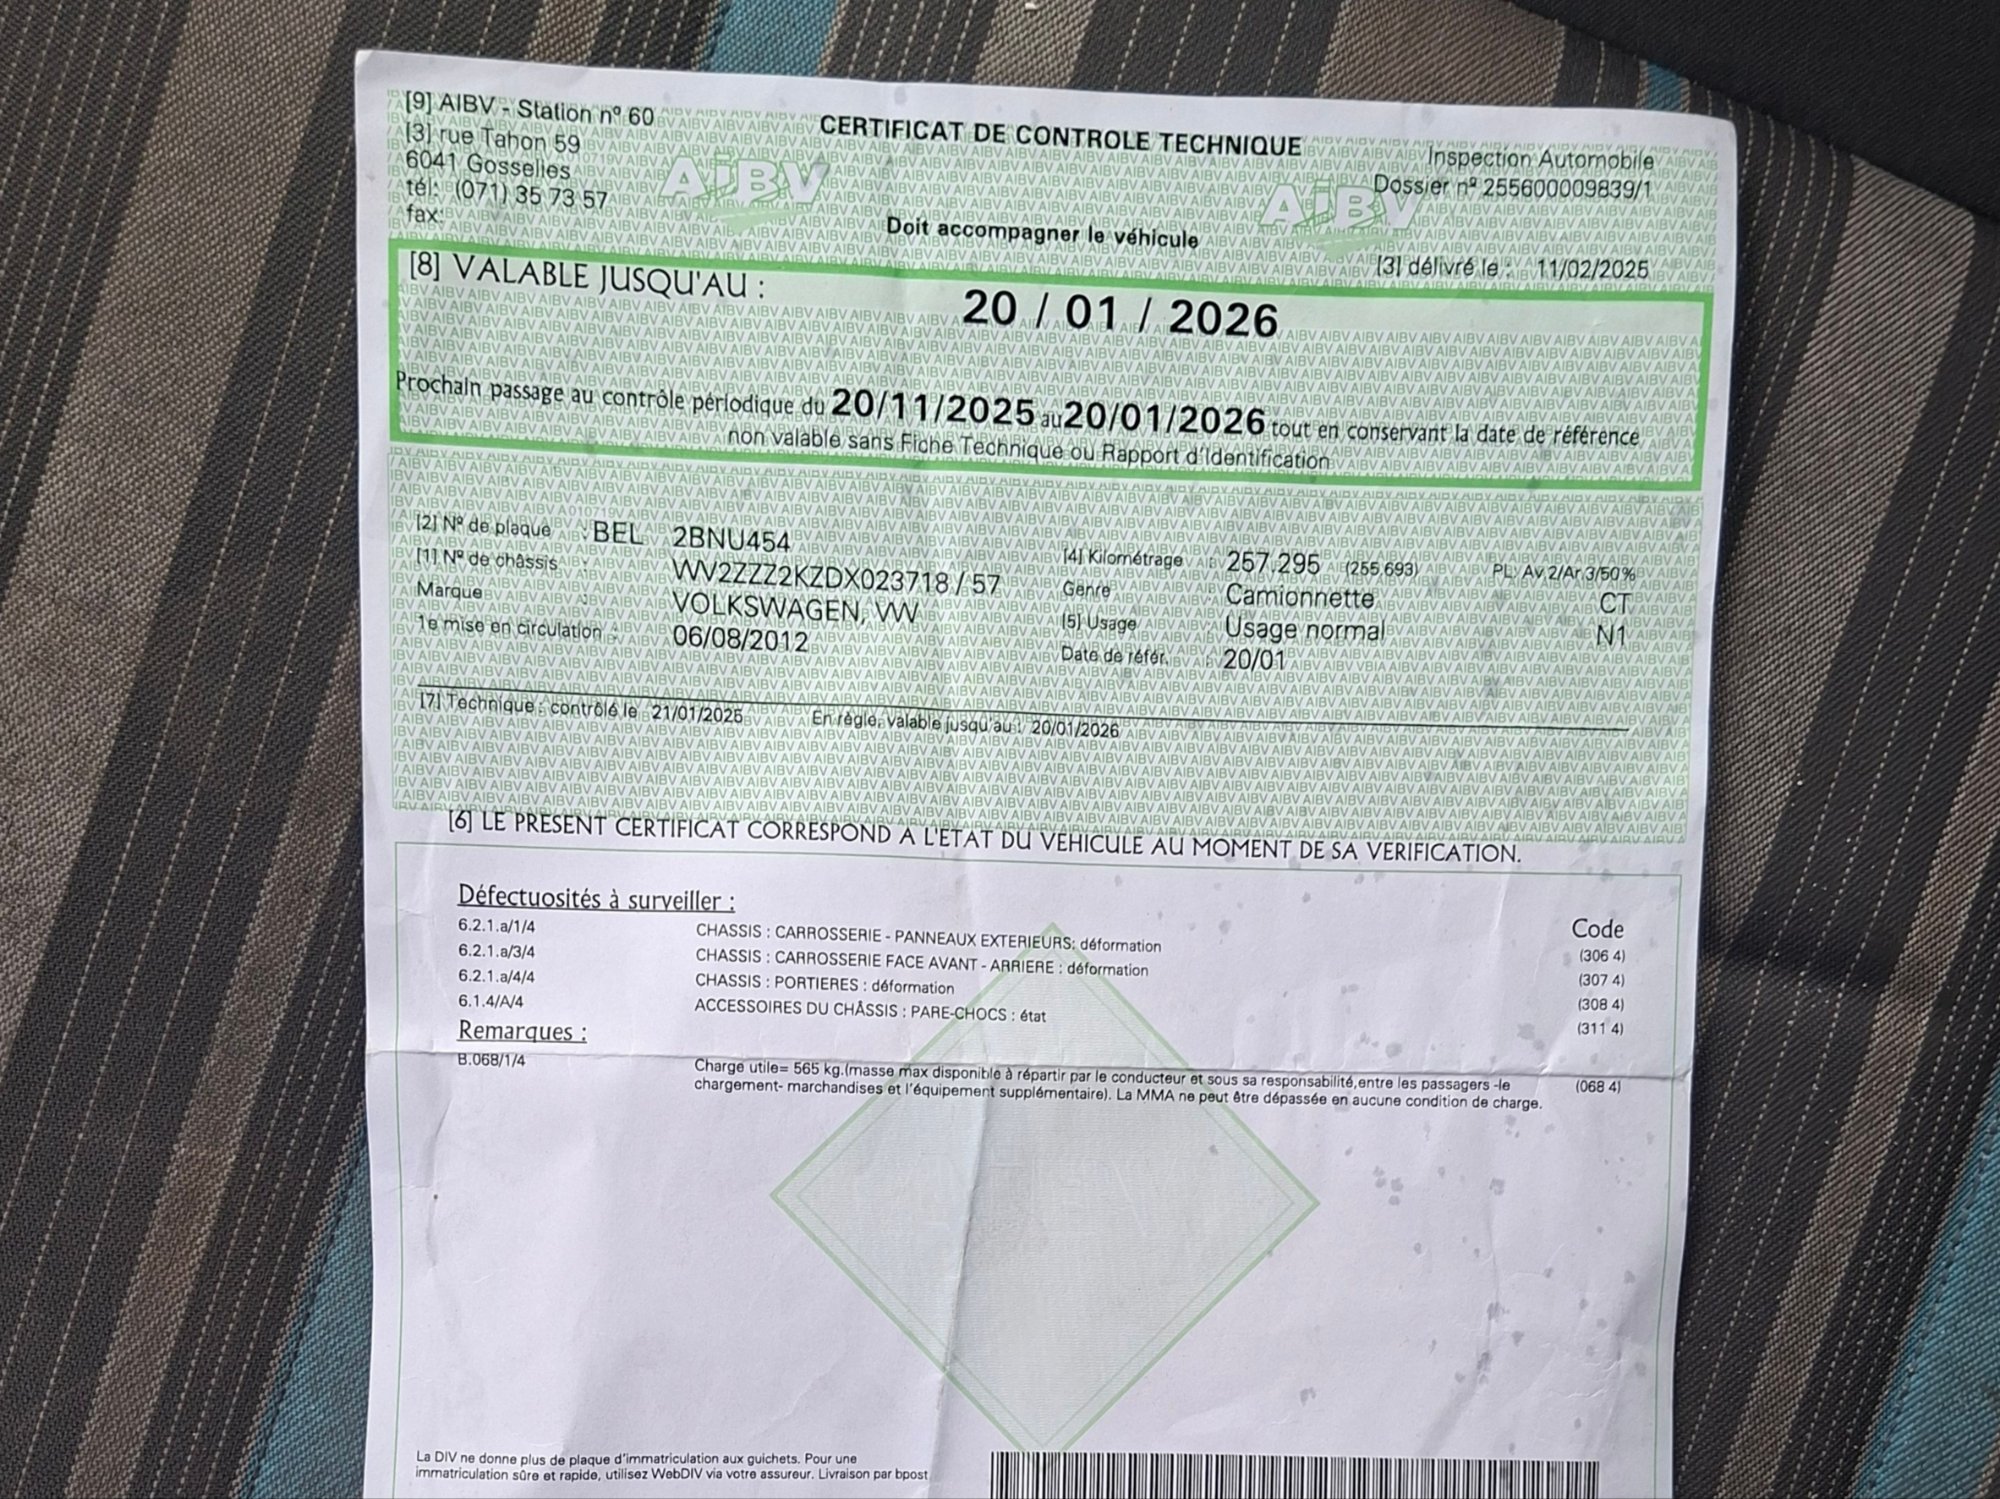 [9] AIBV - Station nº 60
[3] rue Tahon 59
6041 Gosselies
tél: (071) 35 73 57
fax:
CERTIFICAT DE CONTROLE TECHNIQUE
AiBV
AiBV
Doit accompagner le véhicule
Inspection Automobile
Dossier nº 255600009839/1
[3] délivré le : 11/02/2025
[8] VALABLE JUSQU'AU : 20 / 01 / 2026
Prochain passage au contrôle périodique du 20/11/2025 au 20/01/2026 tout en conservant la date de référence
non valable sans Fiche Technique ou Rapport d'Identification
[2] Nº de plaque : BEL 2BNU454
[1] Nº de châssis : WV2ZZZ2KZDX023718 / 57
Marque : VOLKSWAGEN, VW
1e mise en circulation : 06/08/2012
[4] Kilométrage : 257.295 (255.693) PL: Av.2/Ar.3/50%
Genre : Camionnette CT
[5] Usage : Usage normal N1
Date de référ. : 20/01
[7] Technique : contrôlé le 21/01/2025 En règle, valable jusqu'au : 20/01/2026
[6] LE PRESENT CERTIFICAT CORRESPOND A L'ETAT DU VEHICULE AU MOMENT DE SA VERIFICATION.
Défectuosités à surveiller : Code
6.2.1.a/1/4 CHASSIS : CARROSSERIE - PANNEAUX EXTERIEURS: déformation (306 4)
6.2.1.a/3/4 CHASSIS : CARROSSERIE FACE AVANT - ARRIERE : déformation (307 4)
6.2.1.a/4/4 CHASSIS : PORTIERES : déformation (308 4)
6.1.4/A/4 ACCESSOIRES DU CHÂSSIS : PARE-CHOCS : état (311 4)
Remarques :
B.068/1/4 Charge utile= 565 kg.(masse max disponible à répartir par le conducteur et sous sa responsabilité,entre les passagers -le (068 4)
chargement- marchandises et l'équipement supplémentaire). La MMA ne peut être dépassée en aucune condition de charge.
La DIV ne donne plus de plaque d'immatriculation aux guichets. Pour une
immatriculation sûre et rapide, utilisez WebDIV via votre assureur. Livraison par bpost